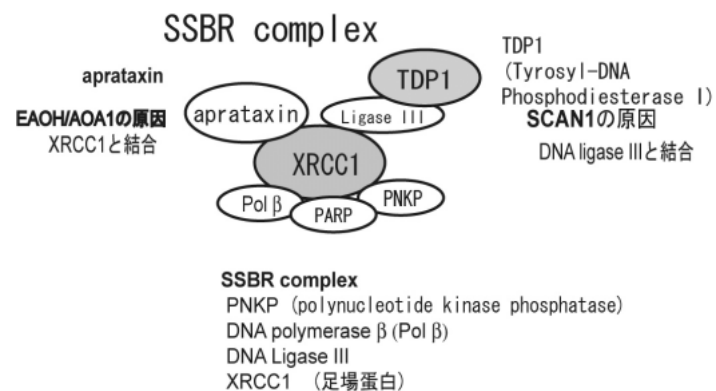 SSBR complex
aprataxin
EAOH/AOA1の原因
XRCC1と結合
aprataxin
TDP1
Ligase III
XRCC1
Pol β
PARP
PNKP
TDP1
(Tyrosyl-DNA
Phosphodiesterase I)
SCAN1の原因
DNA ligase IIIと結合
SSBR complex
PNKP (polynucleotide kinase phosphatase)
DNA polymerase β (Pol β)
DNA Ligase III
XRCC1 (足場蛋白)